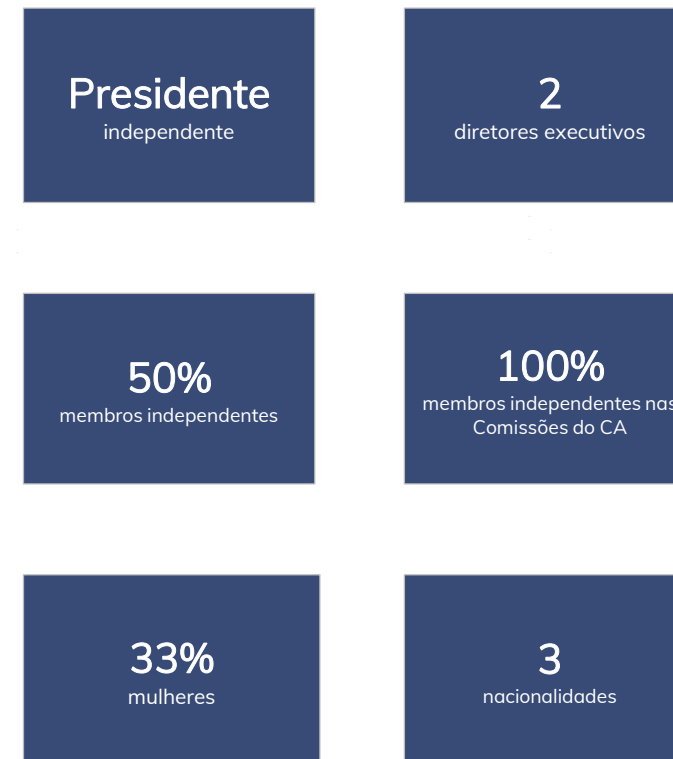 Presidente
independente
2
diretores executivos
50%
membros independentes
100%
membros independentes nas
Comissões do CA
33%
mulheres
3
nacionalidades